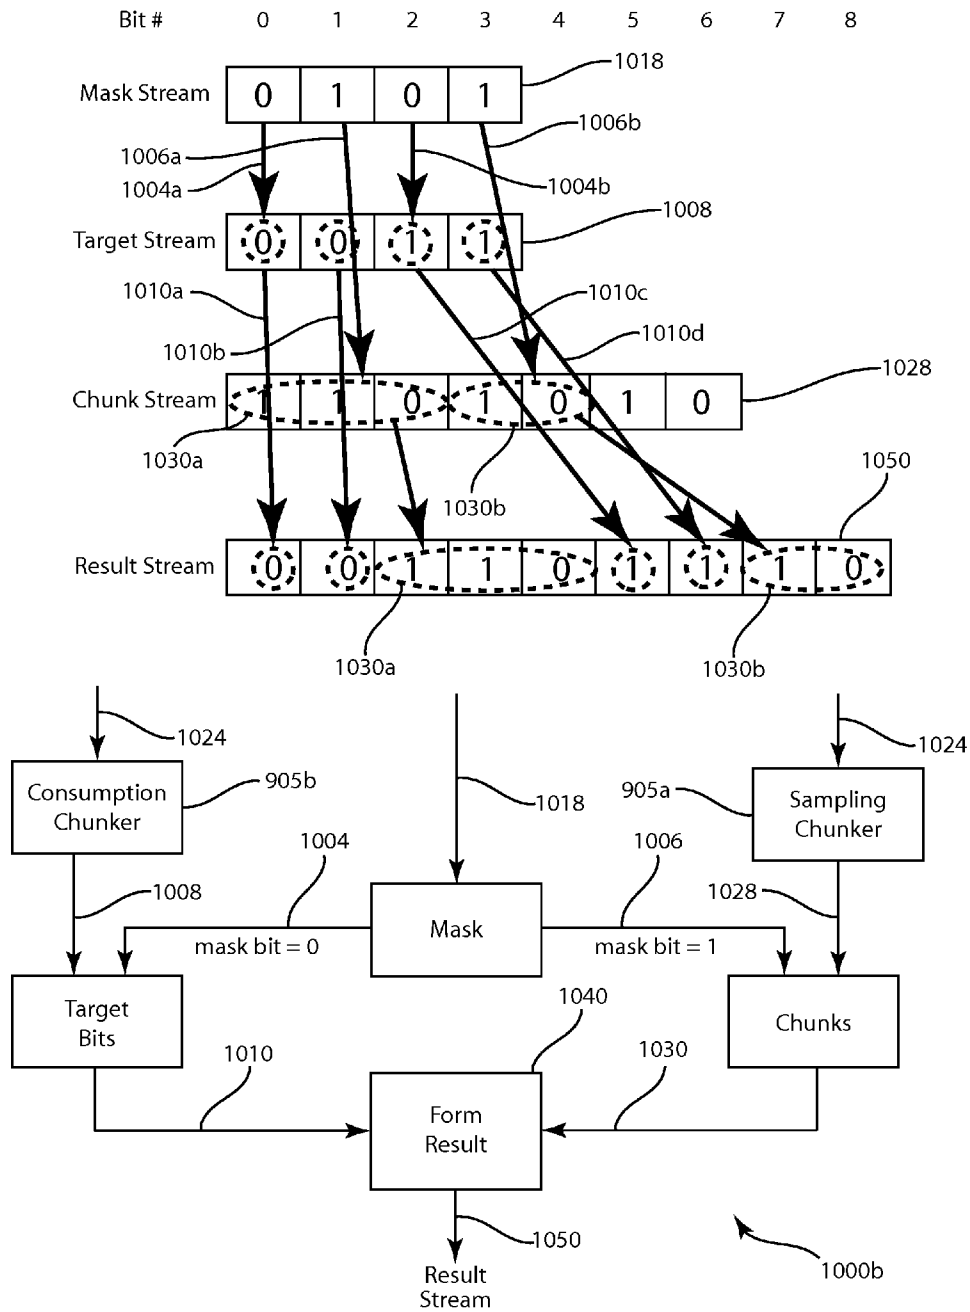 Bit # 0 1 2 3 4 5 6 7 8
1018
Mask Stream 0 1 0 1
1006b
1006a
1004a
1004b
1008
Target Stream 0 0 1 1
1010a
1010c
1010d
1010b
1028
Chunk Stream 1 1 0 1 0 1 0
1030a
1030b
1050
Result Stream 0 0 1 1 0 1 1 1 0
1030a
1030b
1024
1024
905b
905a
Consumption
Chunker
1018
Sampling
Chunker
1004
1006
1008
1028
Mask
mask bit = 0
mask bit = 1
Target
Bits
1040
Chunks
1010
1030
Form
Result
1050
Result
Stream
1000b